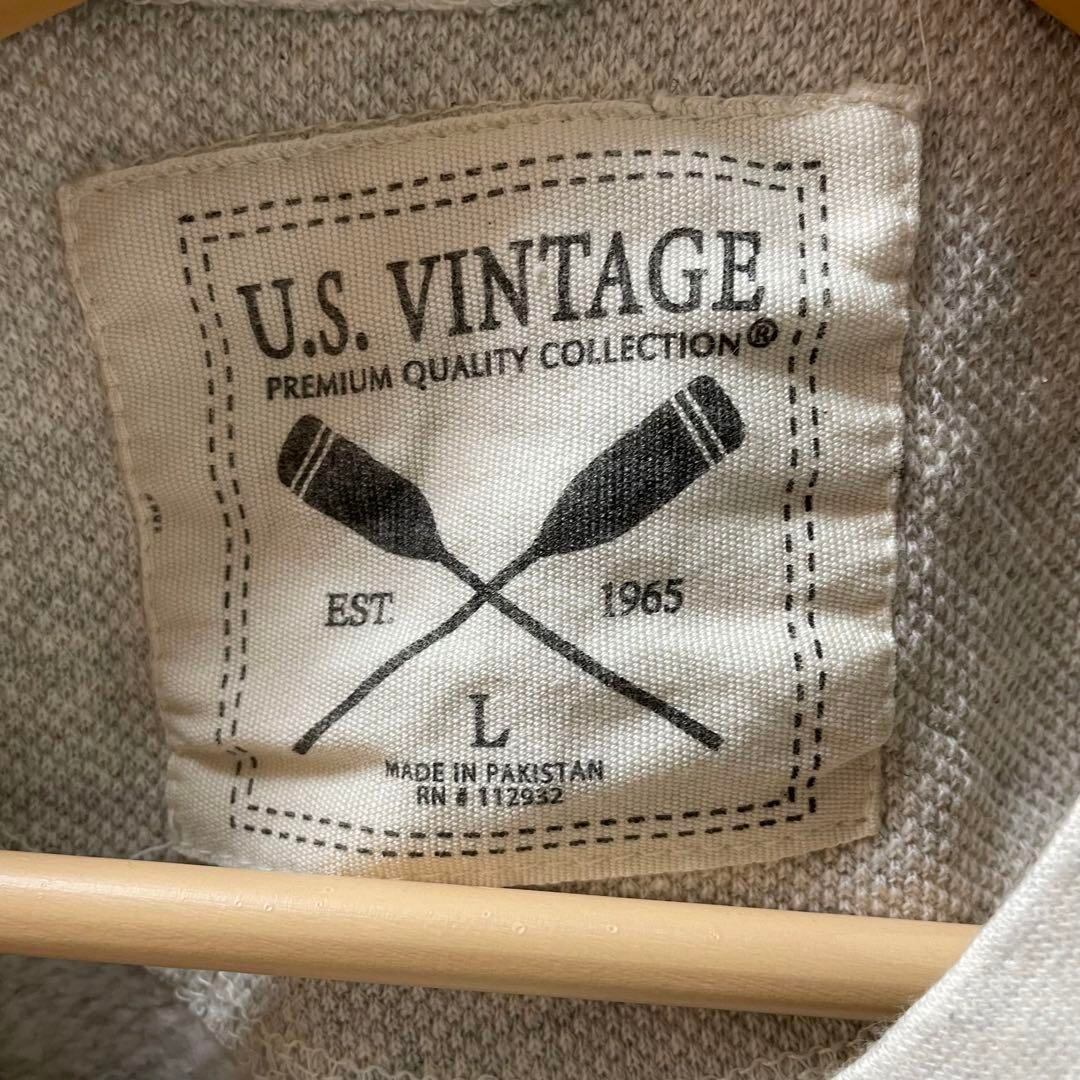 U.S. VINTAGE
PREMIUM QUALITY COLLECTION®
EST. 1965
L
MADE IN PAKISTAN
RN # 112932